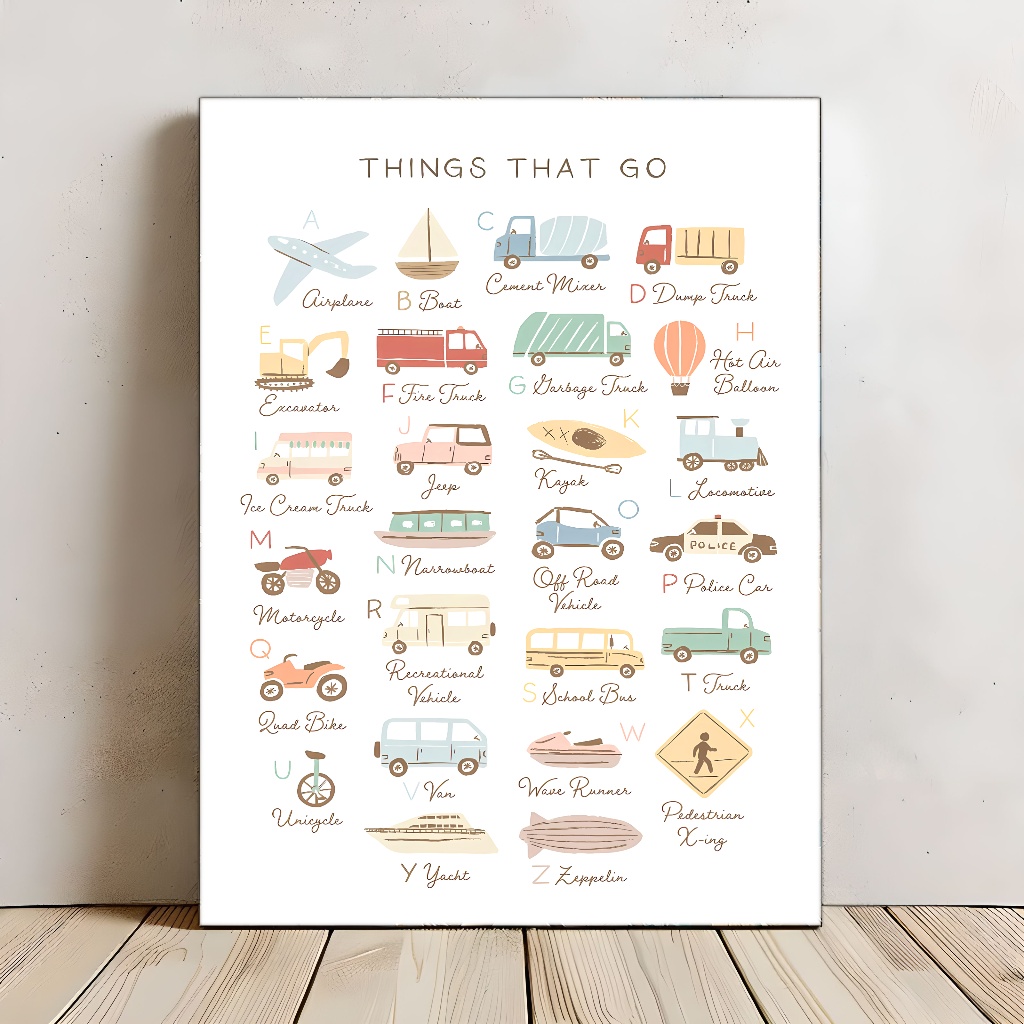 THINGS THAT GO
A
Airplane
B Boat
C
Cement Mixer
D Dump Truck
E
Excavator
F Fire Truck
G Garbage Truck
H
Hot Air
Balloon
I
Ice Cream Truck
J
Jeep
K
Kayak
L Locomotive
M
Motorcycle
N Narrowboat
O
Off Road
Vehicle
POLICE
P Police Car
Q
Quad Bike
R
Recreational
Vehicle
S School Bus
T Truck
U
Unicycle
V Van
W
Wave Runner
X
Pedestrian
X-ing
Y Yacht
Z Zeppelin